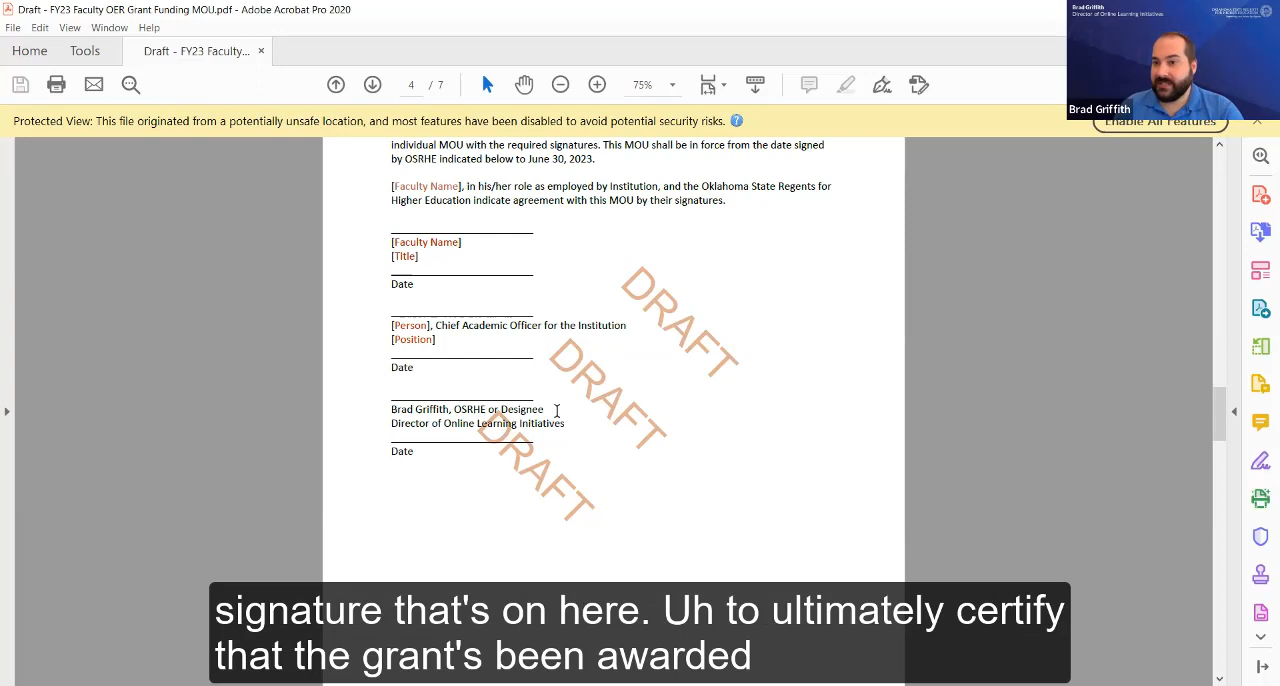 Draft - FY23 Faculty OER Grant Funding MOU.pdf - Adobe Acrobat Pro 2020
File Edit View Window Help
Home Tools Draft - FY23 Faculty... ×
4 / 7 75%
Protected View: This file originated from a potentially unsafe location, and most features have been disabled to avoid potential security risks.
Enable All Features
Brad Griffith
Director of Online Learning Initiatives
Brad Griffith
individual MOU with the required signatures. This MOU shall be in force from the date signed
by OSRHE indicated below to June 30, 2023.
[Faculty Name], in his/her role as employed by Institution, and the Oklahoma State Regents for
Higher Education indicate agreement with this MOU by their signatures.
[Faculty Name]
[Title]
Date
[Person], Chief Academic Officer for the Institution
[Position]
Date
Brad Griffith, OSRHE or Designee
Director of Online Learning Initiatives
Date
DRAFT
DRAFT
DRAFT
signature that's on here. Uh to ultimately certify
that the grant's been awarded